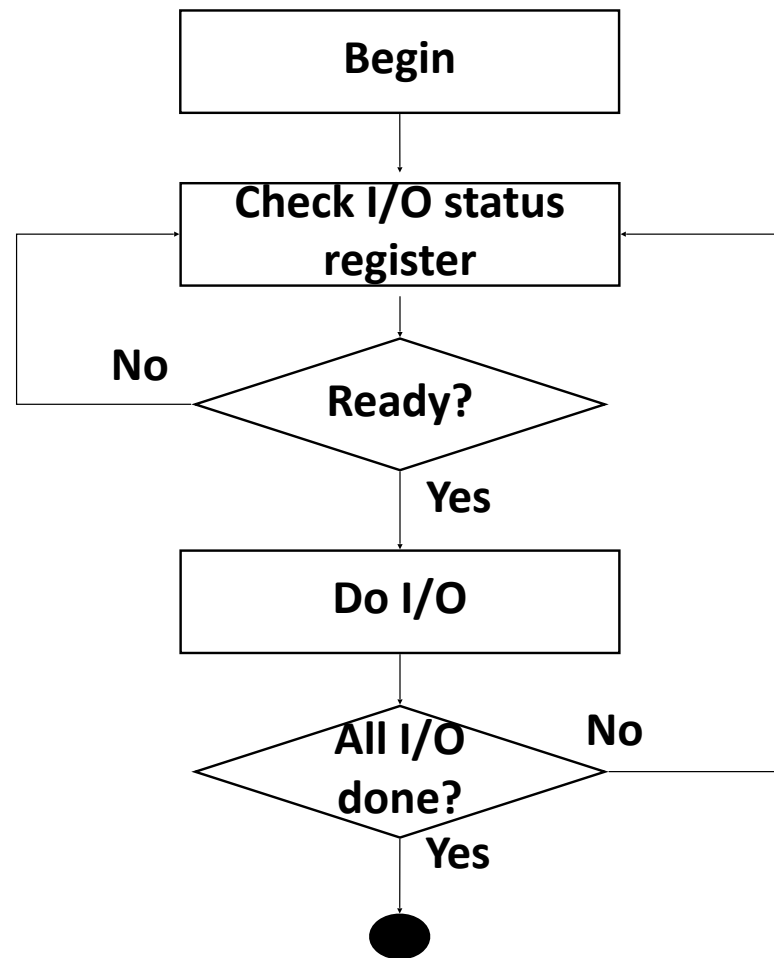 Begin
Check I/O status
register
No
Ready?
Yes
Do I/O
All I/O
No
done?
Yes